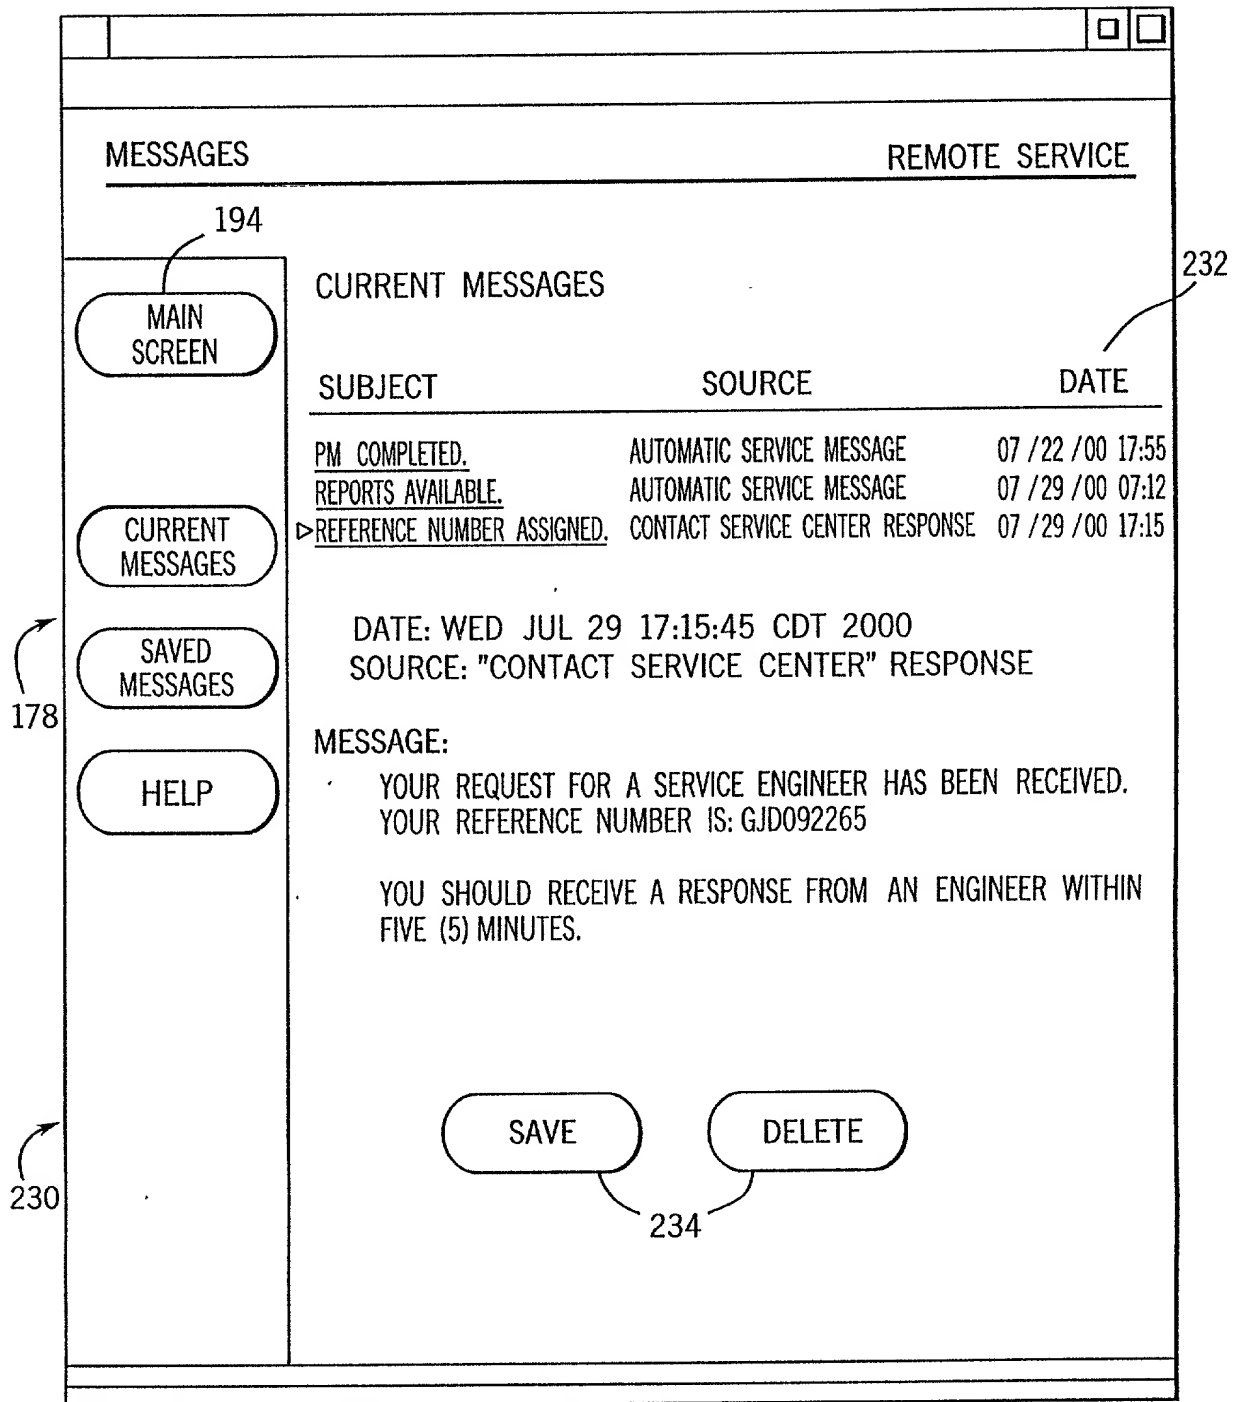 MESSAGES REMOTE SERVICE
194
232
MAIN
SCREEN
CURRENT MESSAGES
SUBJECT SOURCE DATE
PM COMPLETED. AUTOMATIC SERVICE MESSAGE 07 /22 /00 17:55
REPORTS AVAILABLE. AUTOMATIC SERVICE MESSAGE 07 /29 /00 07:12
▷REFERENCE NUMBER ASSIGNED. CONTACT SERVICE CENTER RESPONSE 07 /29 /00 17:15
CURRENT
MESSAGES
DATE: WED JUL 29 17:15:45 CDT 2000
SOURCE: "CONTACT SERVICE CENTER" RESPONSE
SAVED
MESSAGES
178
MESSAGE:
YOUR REQUEST FOR A SERVICE ENGINEER HAS BEEN RECEIVED.
YOUR REFERENCE NUMBER IS: GJD092265
HELP
YOU SHOULD RECEIVE A RESPONSE FROM AN ENGINEER WITHIN
FIVE (5) MINUTES.
SAVE DELETE
230
234